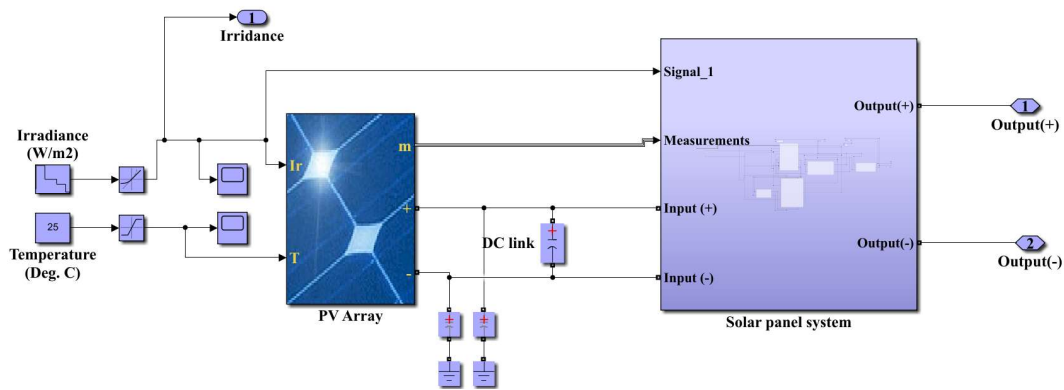 1
Irridance
Signal_1
Irradiance
(W/m2)
Ir
m
Measurements
Output(+)
1
Output(+)
25
Temperature
(Deg. C)
T
+
-
DC link
Input (+)
Input (-)
Output(-)
2
Output(-)
PV Array
Solar panel system
+
+
+